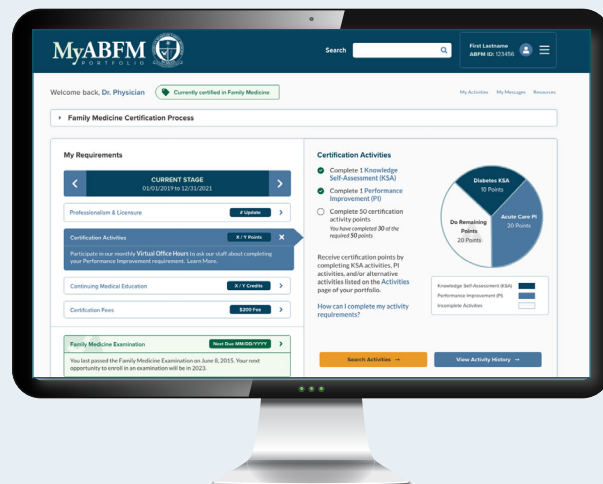 MyABFM
PORTFOLIO
Search
First Lastname
ABFM ID: 123456
Welcome back, Dr. Physician
Currently certified in Family Medicine
My Activities My Messages Resources
Family Medicine Certification Process
My Requirements
CURRENT STAGE
01/01/2019 to 12/31/2021
Professionalism & Licensure
# Update
Certification Activities
X / Y Points
Participate in our monthly Virtual Office Hours to ask our staff about completing
your Performance Improvement requirement. Learn More.
Continuing Medical Education
X / Y Credits
Certification Fees
$200 Fee
Family Medicine Examination
Next Due MM/DD/YYYY
You last passed the Family Medicine Examination on June 8, 2015. Your next
opportunity to enroll in an examination will be in 2023.
Certification Activities
Complete 1 Knowledge
Self-Assessment (KSA)
Complete 1 Performance
Improvement (PI)
Complete 50 certification
activity points
You have completed 30 of the
required 50 points
Receive certification points by
completing KSA activities, PI
activities, and/or alternative
activities listed on the Activities
page of your portfolio.
How can I complete my activity
requirements?
Diabetes KSA
10 Points
Acute Care PI
20 Points
Do Remaining
Points
20 Points
Knowledge Self-Assessment (KSA)
Performance Improvement (PI)
Incomplete Activities
Search Activities →
View Activity History →